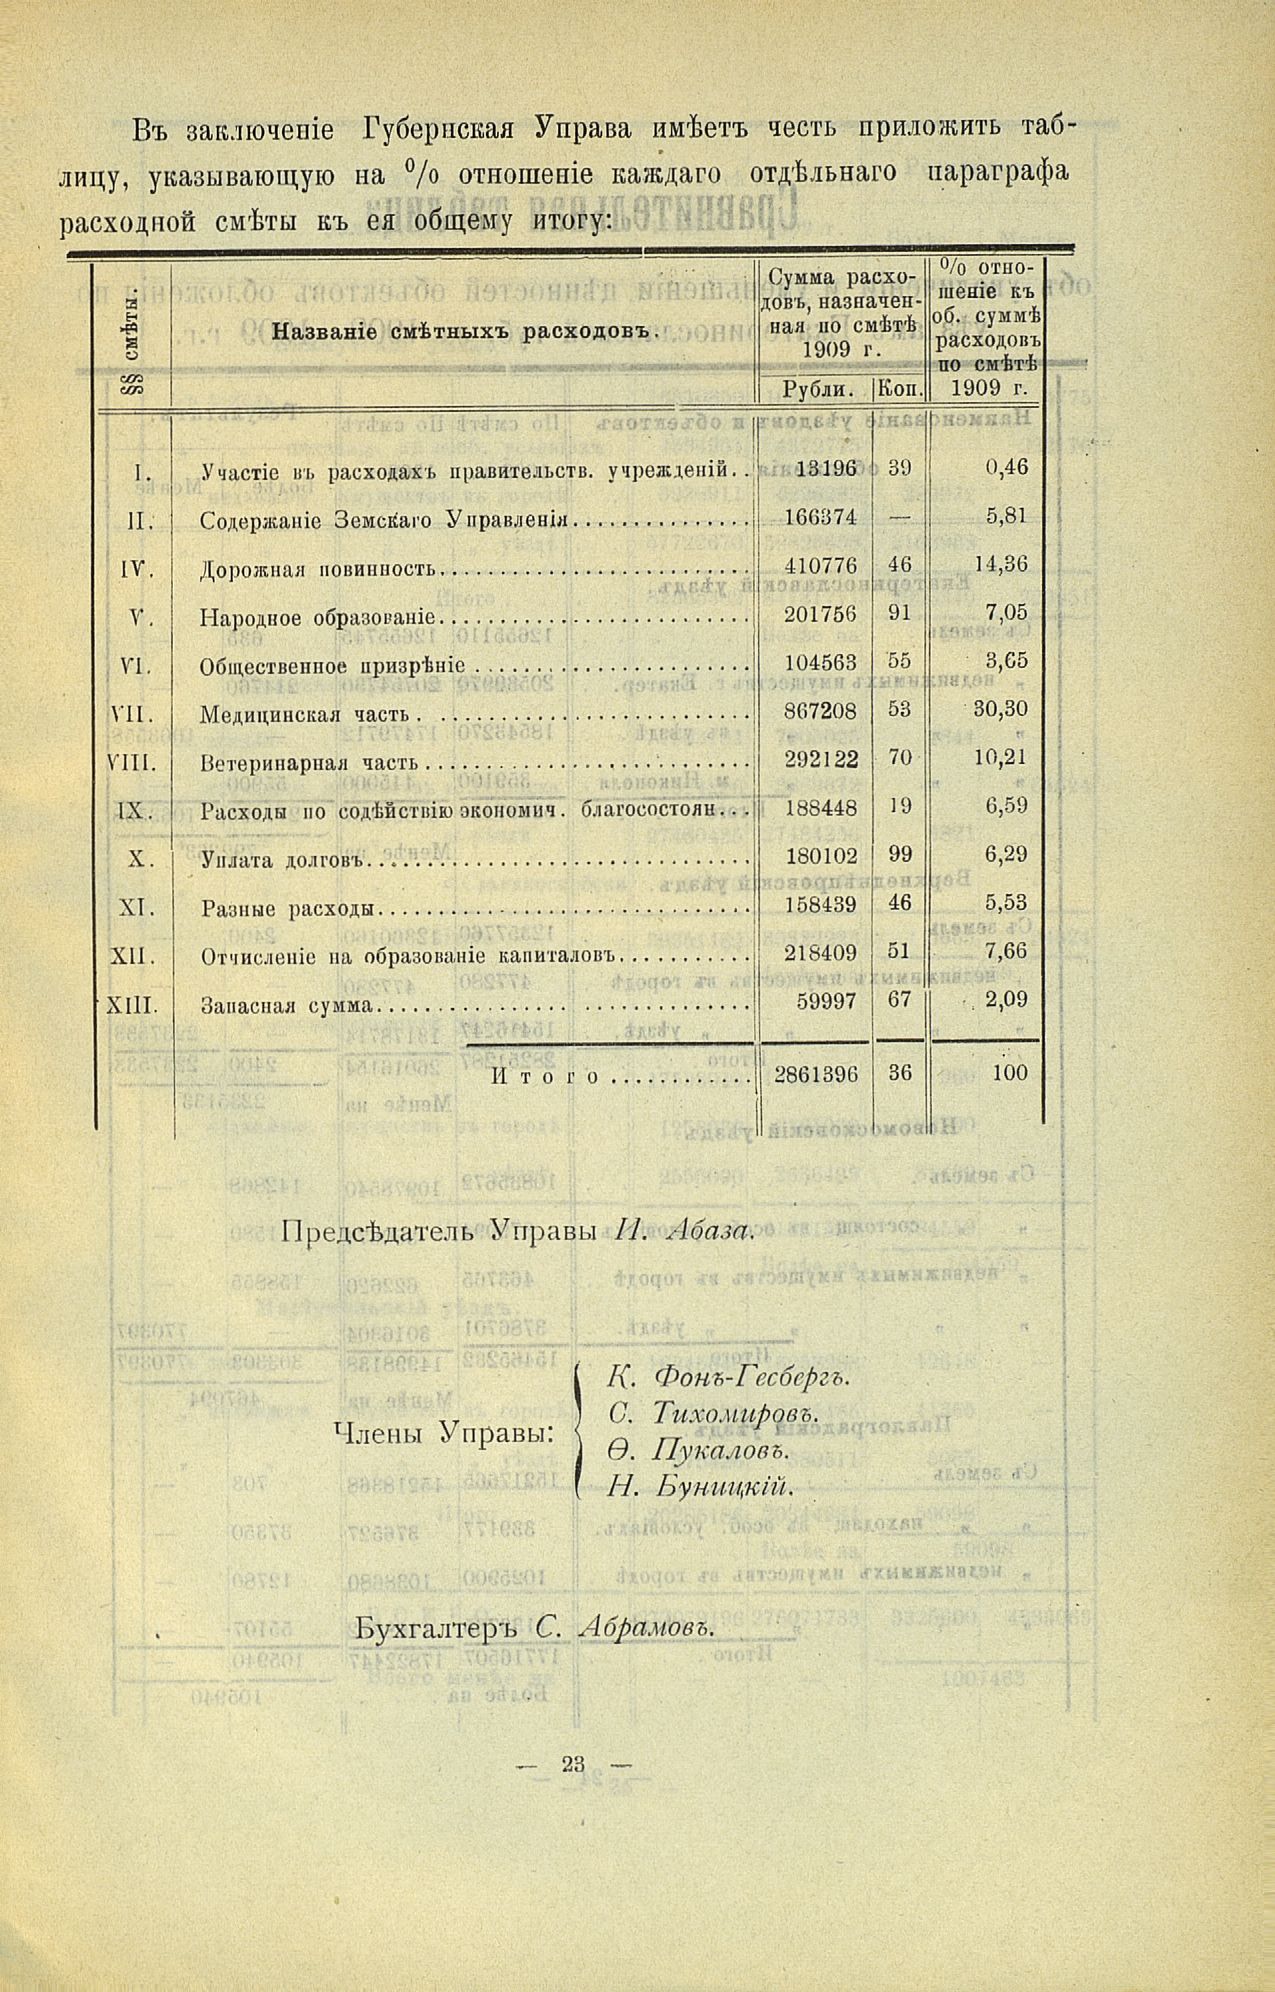 Въ заключеніе Губернская Управа имѣетъ честь приложить таб-
лицу, указывающую на % отношеніе каждаго отдѣльнаго параграфа
расходной смѣты къ ея общему итогу:
§§ смѣты. Названіе смѣтныхъ расходовъ. Сумма расхо-
довъ, назначен-
ная по смѣтѣ
1909 г.
Рубли. Коп.
% отно-
шеніе къ
об. суммѣ
расходовъ
по смѣтѣ
1909 г.
I. Участіе въ расходахъ правительств. учрежденій.. 13196 39 0,46
II. Содержаніе Земскаго Управленія............... 166374 — 5,81
IV. Дорожная повинность.......................... 410776 46 14,36
V. Народное образованіе.......................... 201756 91 7,05
VI. Общественное призрѣніе ....................... 104563 55 3,65
VII. Медицинская часть. .......................... 867208 53 30,30
VIII. Ветеринарная часть........................... 292122 70 10,21
IX. Расходы по содѣйствію экономич. благосостоян... 188448 19 6,59
X. Уплата долговъ................................ 180102 99 6,29
XI. Разные расходы............................... 158439 46 5,53
XII. Отчисленіе на образованіе капиталовъ........... 218409 51 7,66
XIII. Запасная сумма............................... 59997 67 2,09
Итого............ 2861396 36 100
Предсѣдатель Управы И. Абаза.
Члены Управы:
К. Фонъ-Гесбергъ.
С. Тихомировъ.
Ѳ. Пукаловъ.
Н. Буницкій.
Бухгалтеръ С. Абрамовъ.
— 23 —